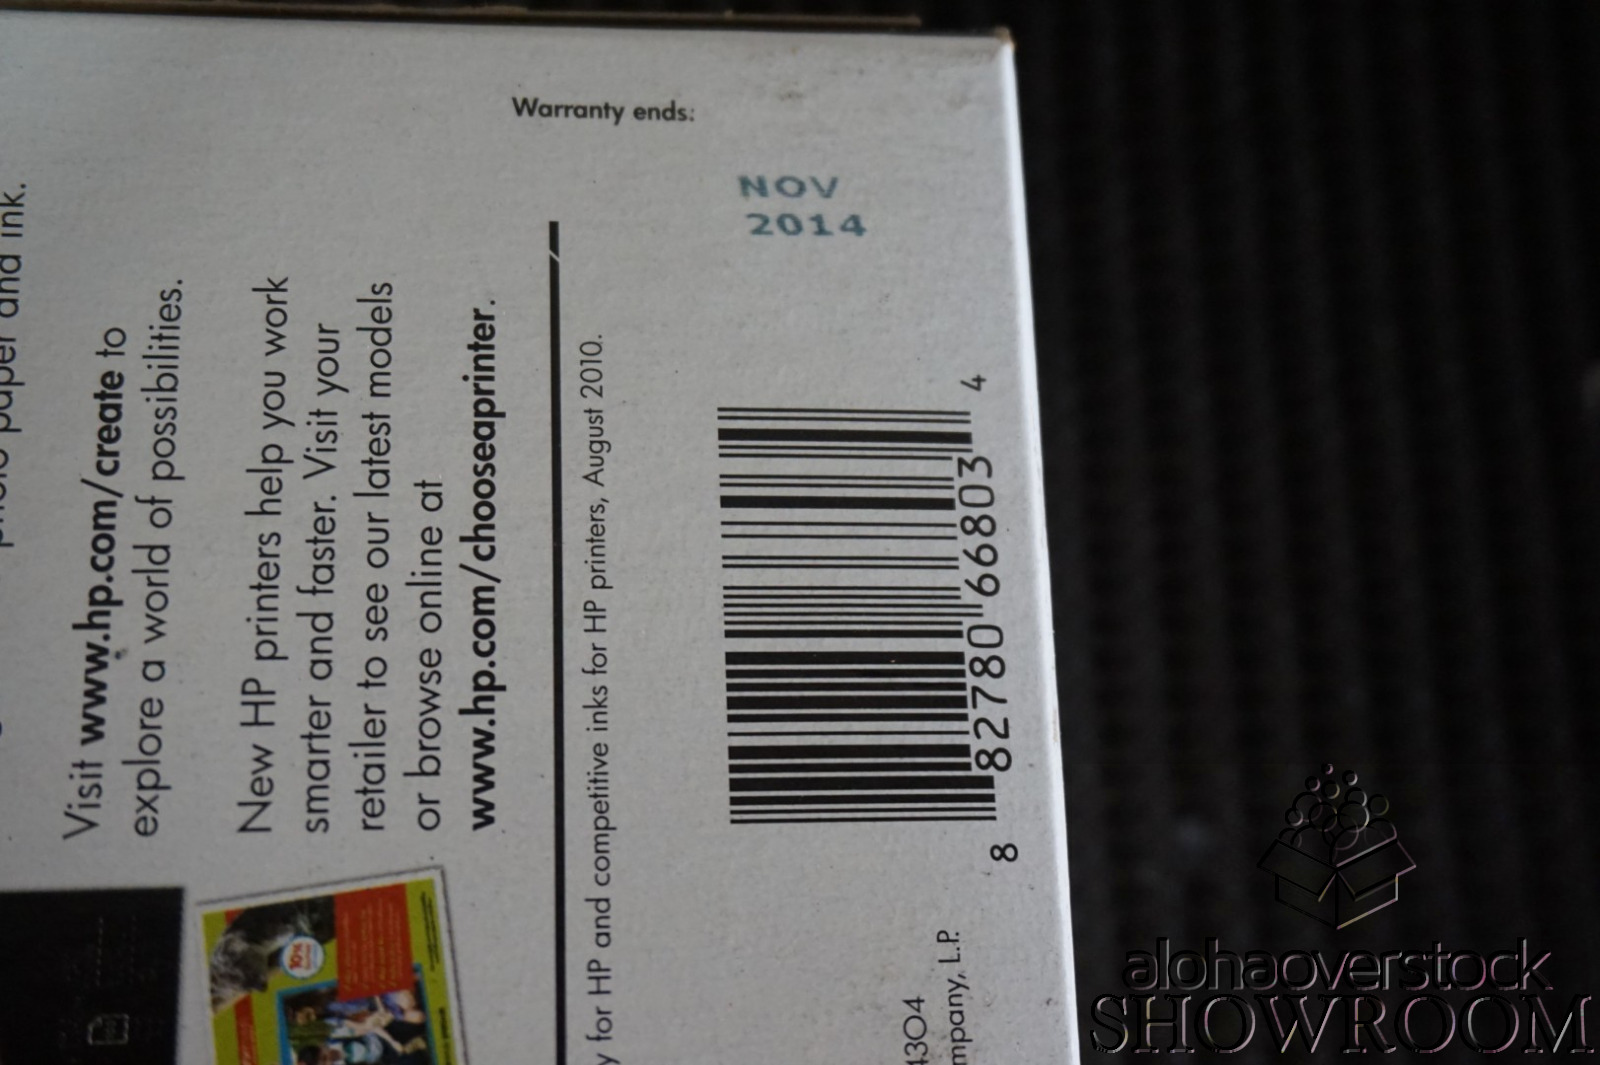 Warranty ends:
NOV
2014
paper and ink.
Visit www.hp.com/create to
explore a world of possibilities.
New HP printers help you work
smarter and faster. Visit your
retailer to see our latest models
or browse online at
www.hp.com/chooseaprinter.
y for HP and competitive inks for HP printers, August 2010.
8 82780 66803 4
4304
mpany, L.P.
alohaoverstock
SHOWROOM